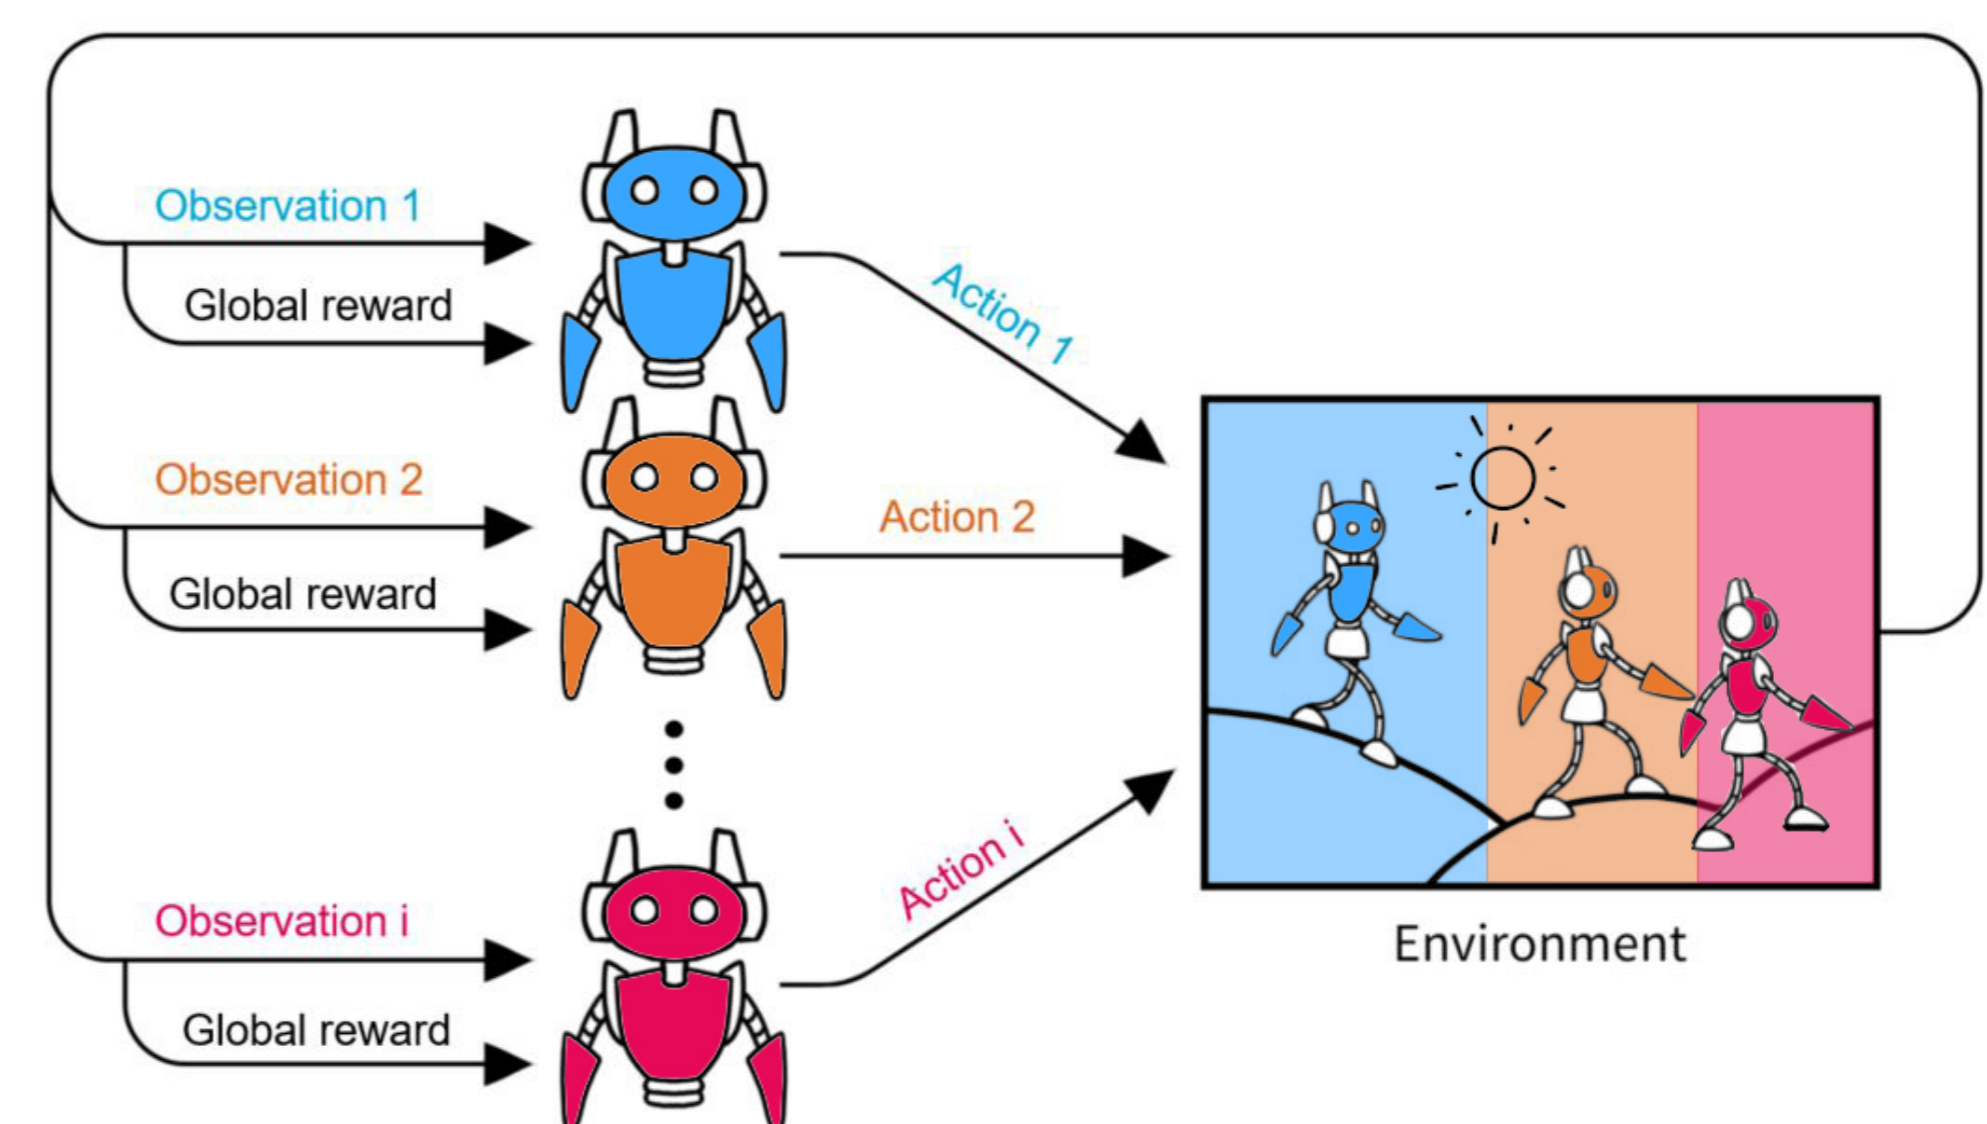 Observation 1
Global reward
Action 1
Observation 2
Action 2
Global reward
Observation i
Action i
Global reward
Environment